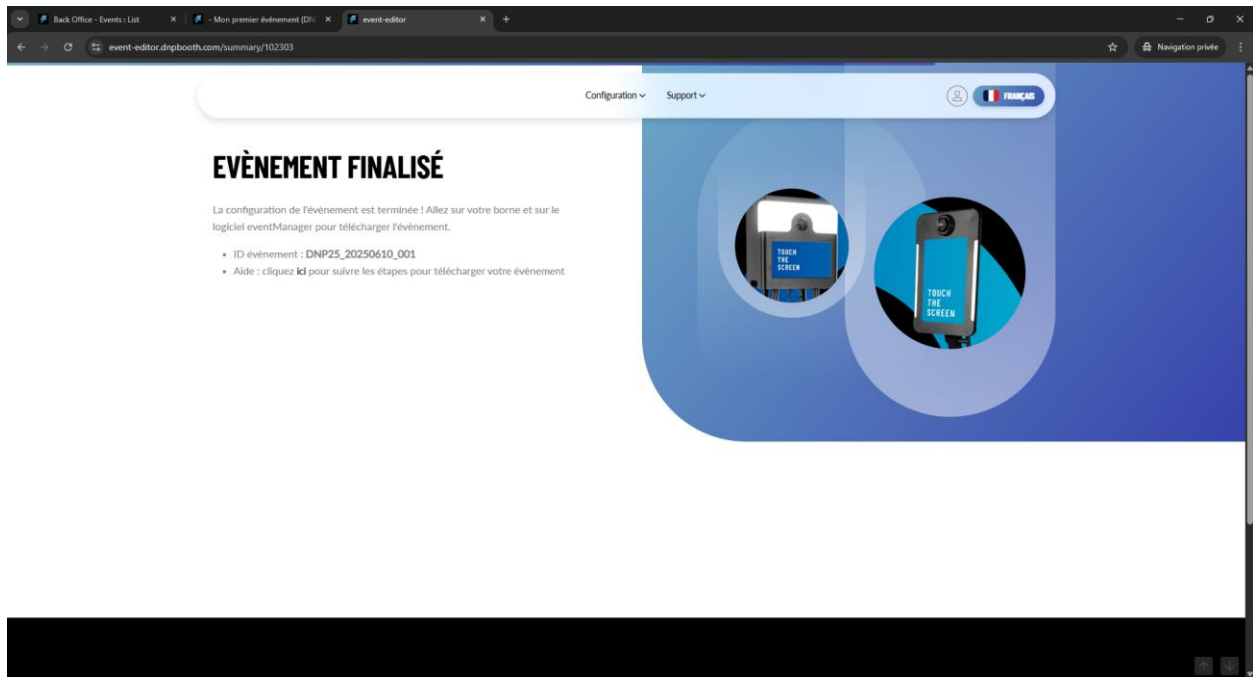 Back Office - Events : List
- Mon premier événement (DN
event-editor
event-editor.dnpbooth.com/summary/102303
Navigation privée
Configuration
Support
FRANÇAIS
EVÈNEMENT FINALISÉ
La configuration de l'évènement est terminée ! Allez sur votre borne et sur le
logiciel eventManager pour télécharger l'évènement.
ID évènement : DNP25_20250610_001
Aide : cliquez ici pour suivre les étapes pour télécharger votre évènement
TOUCH
THE
SCREEN
TOUCH
THE
SCREEN